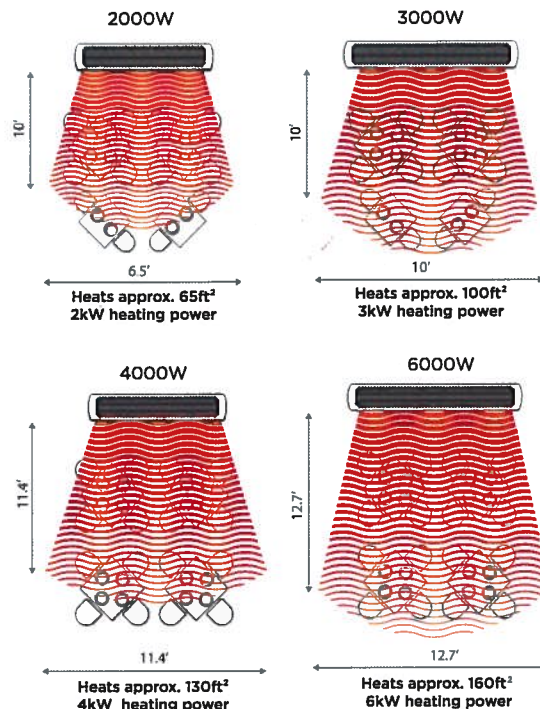 2000W
10'
6.5'
Heats approx. 65ft²
2kW heating power
3000W
10'
10'
Heats approx. 100ft²
3kW heating power
4000W
11.4'
11.4'
Heats approx. 130ft²
4kW heating power
6000W
12.7'
12.7'
Heats approx. 160ft²
6kW heating power